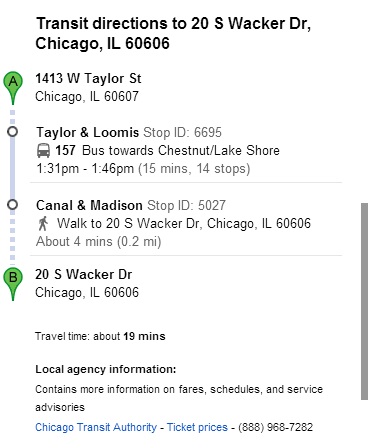 Transit directions to 20 S Wacker Dr,
Chicago, IL 60606
A
1413 W Taylor St
Chicago, IL 60607
Taylor & Loomis Stop ID: 6695
157 Bus towards Chestnut/Lake Shore
1:31pm - 1:46pm (15 mins, 14 stops)
Canal & Madison Stop ID: 5027
Walk to 20 S Wacker Dr, Chicago, IL 60606
About 4 mins (0.2 mi)
B
20 S Wacker Dr
Chicago, IL 60606
Travel time: about 19 mins
Local agency information:
Contains more information on fares, schedules, and service
advisories
Chicago Transit Authority - Ticket prices - (888) 968-7282